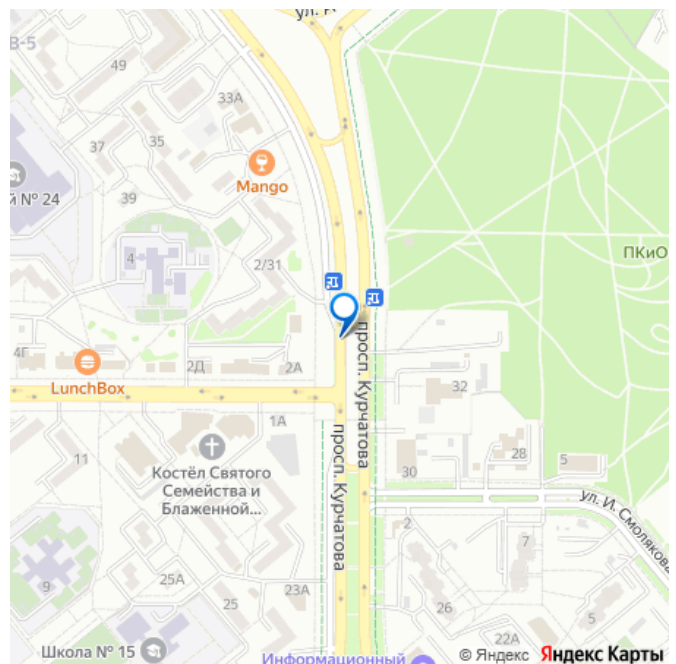 ул. К
В-5
49
33А
35
37
Mango
й № 24
39
4
2/31
ПКиО
просп. Курчатова
4Г
2Д
2А
LunchBox
32
1А
просп. Курчатова
11
Костёл Святого
Семейства и
Блаженной...
30
28
5
ул. И. Смолякова
2
7
9
25А
25
23А
26
5
22А
Школа № 15
Информационный
© Яндекс Яндекс Карты